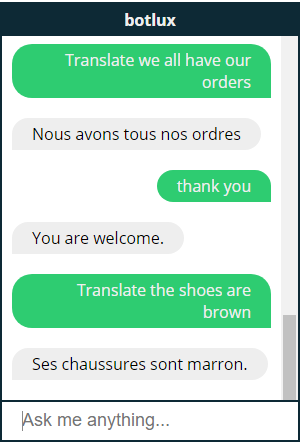 botlux
Translate we all have our
orders
Nous avons tous nos ordres
thank you
You are welcome.
Translate the shoes are
brown
Ses chaussures sont marron.
Ask me anything...